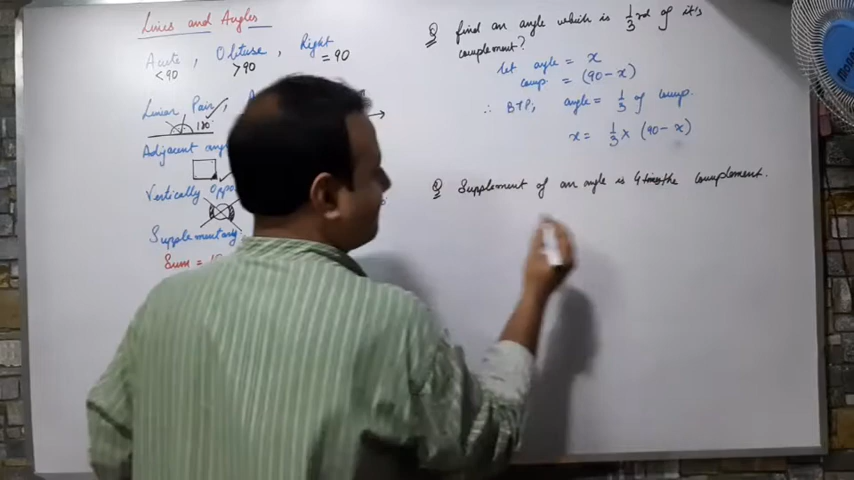 Lines and Angles
Acute, Obtuse, Right
<90 >90 =90
Linear Pair
180
Adjacent
Vertically
Supplementary
Sum =
Q find an angle which is 1/3 rd of it's
complement?
let angle = x
comp = (90-x)
∴ BTP; angle = 1/3 of comp.
x = 1/3 x (90-x)
Q Supplement of an angle is 4 times the complement.